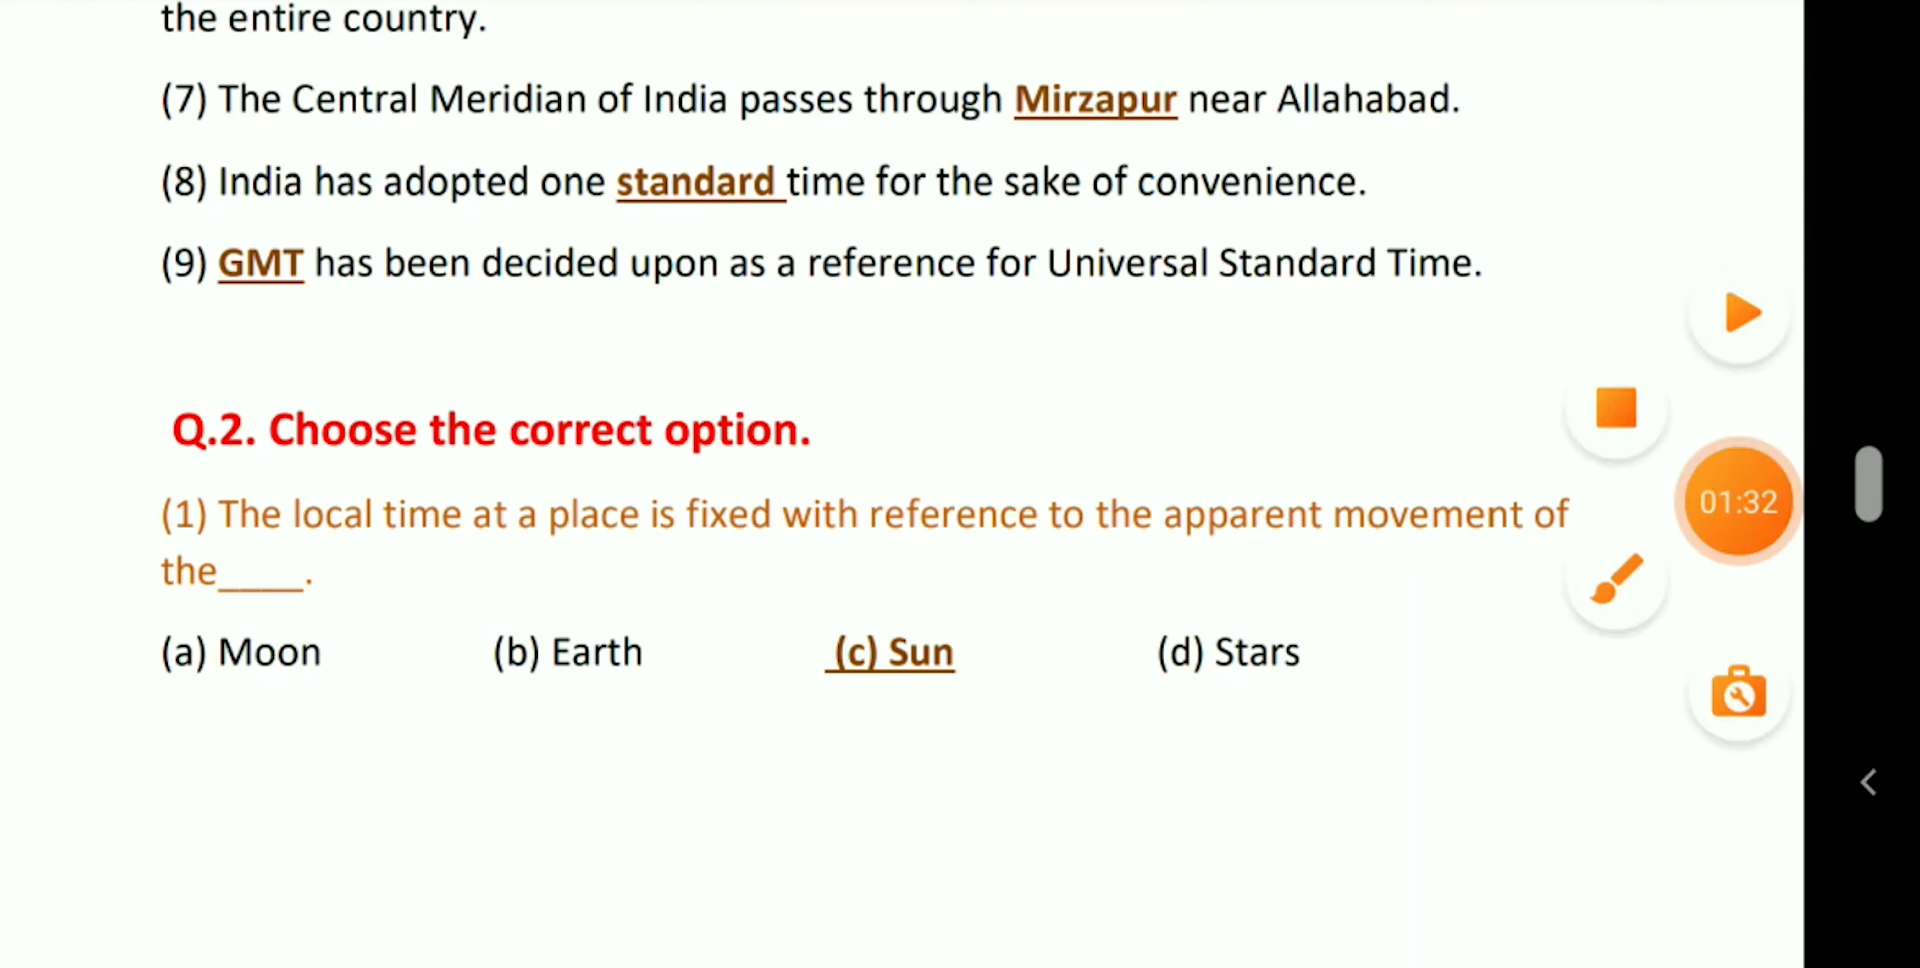 the entire country.
(7) The Central Meridian of India passes through Mirzapur near Allahabad.
(8) India has adopted one standard time for the sake of convenience.
(9) GMT has been decided upon as a reference for Universal Standard Time.
Q.2. Choose the correct option.
(1) The local time at a place is fixed with reference to the apparent movement of
the____.
(a) Moon (b) Earth (c) Sun (d) Stars
01:32